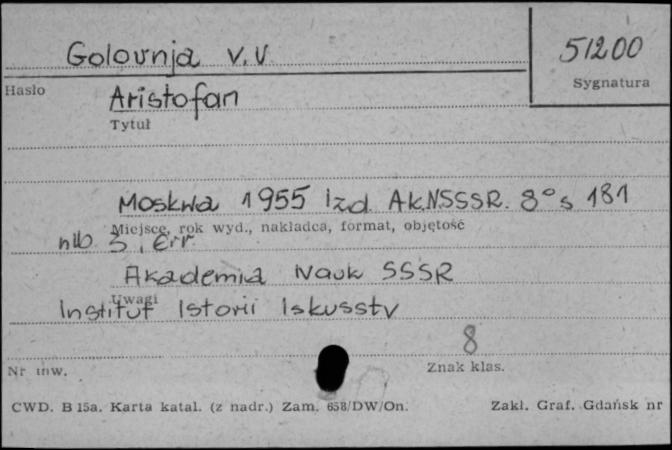 Golovnja V.V
51200
Sygnatura
Hasło
Aristofan
Tytuł
Moskwa 1955 Izd. Ak.N.SSSR. 8° s 181
Miejsce, rok wyd., nakładca, format, objętość
nlb 3, Err
Akademia Nauk SSSR
Uwagi
Institut Istorii Iskusstv
8
Nr inw.
Znak klas.
CWD. B 15a. Karta katal. (z nadr.) Zam. 658/DW/On.
Zakł. Graf. Gdańsk nr